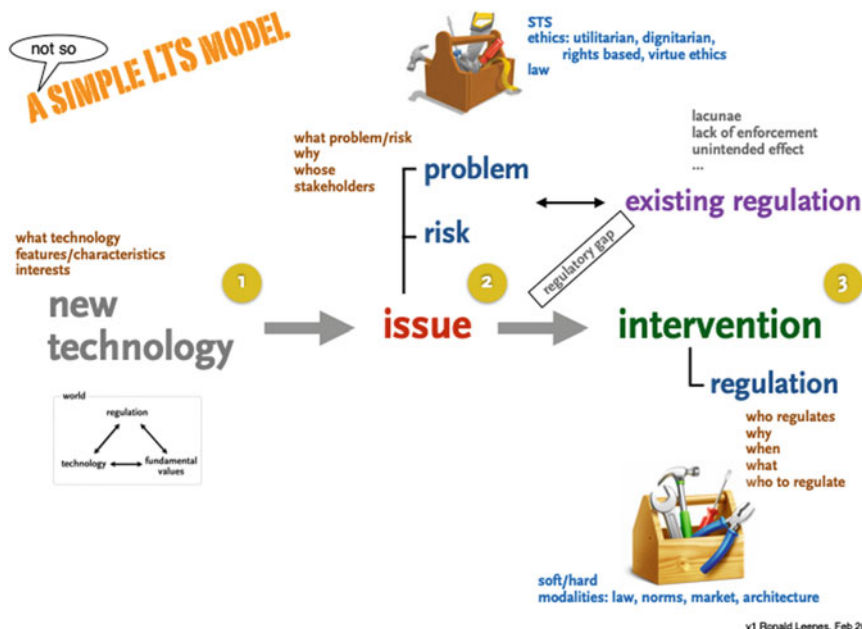 not so
A SIMPLE LTS MODEL
STS
ethics: utilitarian, dignitarian,
rights based, virtue ethics
law
what problem/risk
why
whose
stakeholders
problem
risk
lacunae
lack of enforcement
unintended effect
...
existing regulation
regulatory gap
what technology
features/characteristics
interests
1
new
technology
2
issue
3
intervention
regulation
who regulates
why
when
what
who to regulate
world
regulation
technology
fundamental
values
soft/hard
modalities: law, norms, market, architecture
v1 Ronald Leenes, Feb